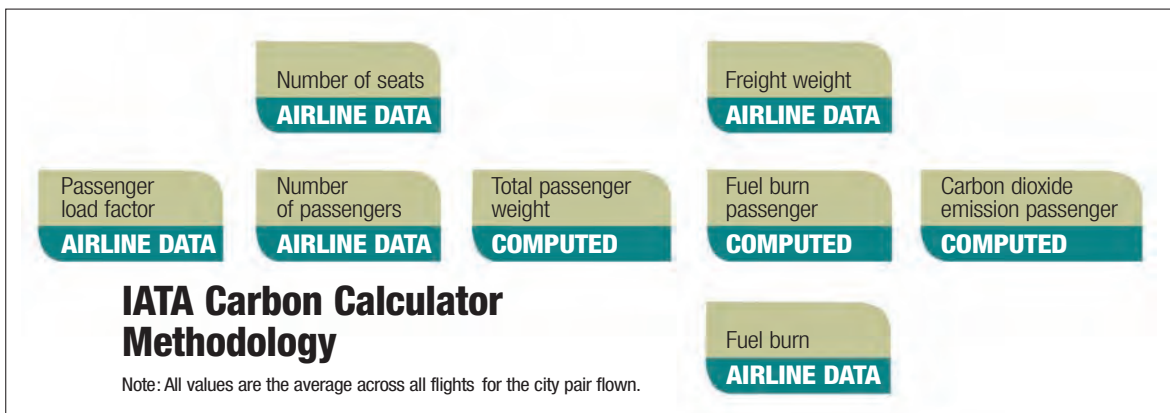 Number of seats
AIRLINE DATA
Freight weight
AIRLINE DATA
Passenger
load factor
AIRLINE DATA
Number
of passengers
AIRLINE DATA
Total passenger
weight
COMPUTED
Fuel burn
passenger
COMPUTED
Carbon dioxide
emission passenger
COMPUTED
IATA Carbon Calculator
Methodology
Note: All values are the average across all flights for the city pair flown.
Fuel burn
AIRLINE DATA